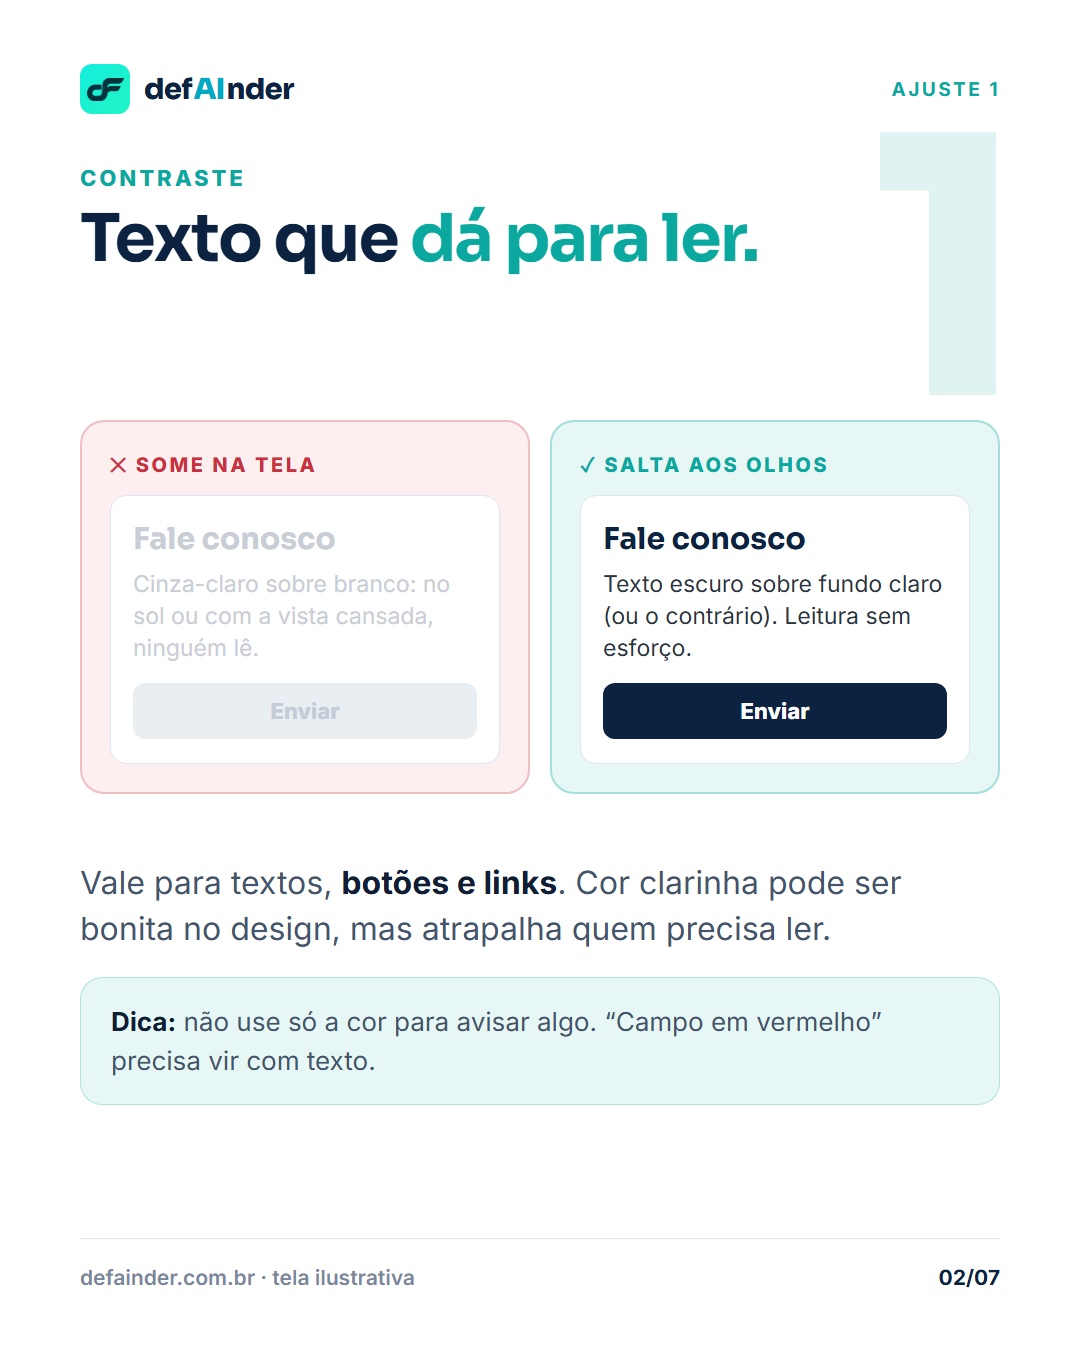 defAInder
AJUSTE 1
1
CONTRASTE
Texto que dá para ler.
✕ SOME NA TELA
Fale conosco
Cinza-claro sobre branco: no
sol ou com a vista cansada,
ninguém lê.
Enviar
✓ SALTA AOS OLHOS
Fale conosco
Texto escuro sobre fundo claro
(ou o contrário). Leitura sem
esforço.
Enviar
Vale para textos, botões e links. Cor clarinha pode ser
bonita no design, mas atrapalha quem precisa ler.
Dica: não use só a cor para avisar algo. “Campo em vermelho”
precisa vir com texto.
defainder.com.br · tela ilustrativa
02/07